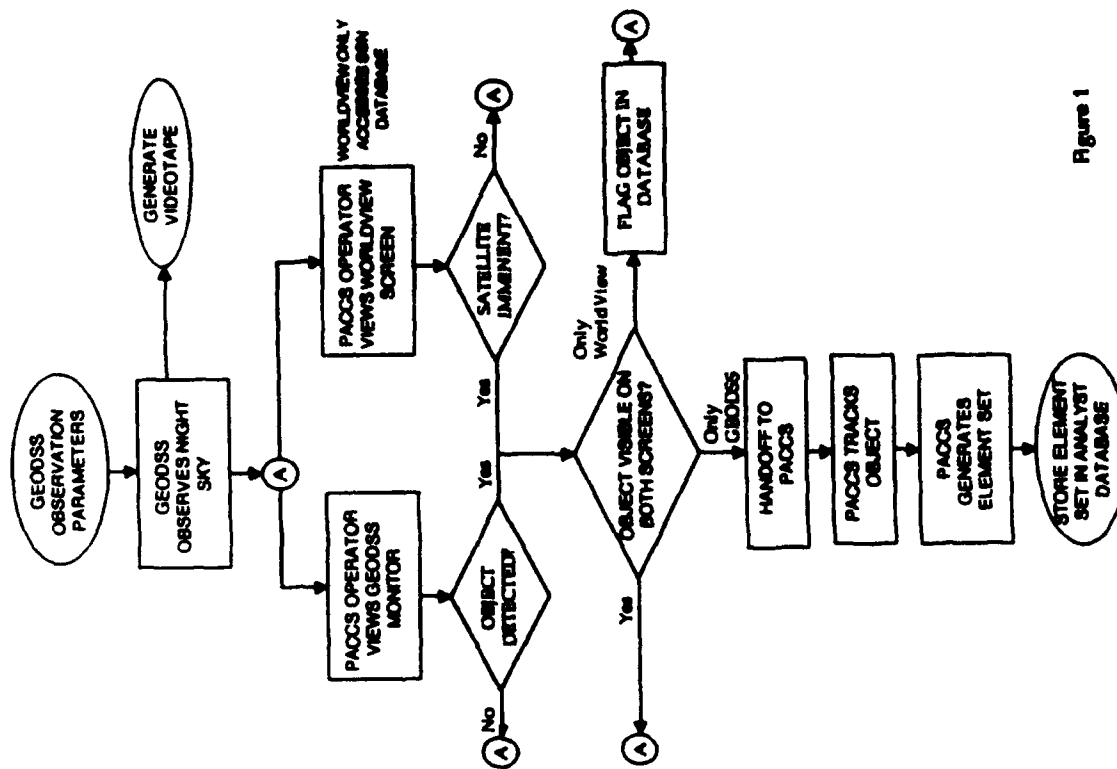 GEODSS
OBSERVATION
PARAMETERS
GEODSS
OBSERVES NIGHT
SKY
GENERATE
VIDEOTAPE
A
PACCS OPERATOR
VIEWS GEODSS
MONITOR
PACCS OPERATOR
VIEWS WORLDVIEW
SCREEN
WORLDVIEW ONLY
ACCESSES SSN
DATABASE
OBJECT
DETECTED?
SATELLITE
IMMINENT?
No
A
Yes
Yes
No
A
OBJECT VISIBLE ON
BOTH SCREENS?
Yes
A
Only
WorldView
FLAG OBJECT IN
DATABASE
A
Only
GEODSS
HANDOFF TO
PACCS
PACCS TRACKS
OBJECT
PACCS
GENERATES
ELEMENT SET
STORE ELEMENT
SET IN ANALYST
DATABASE
Figure 1